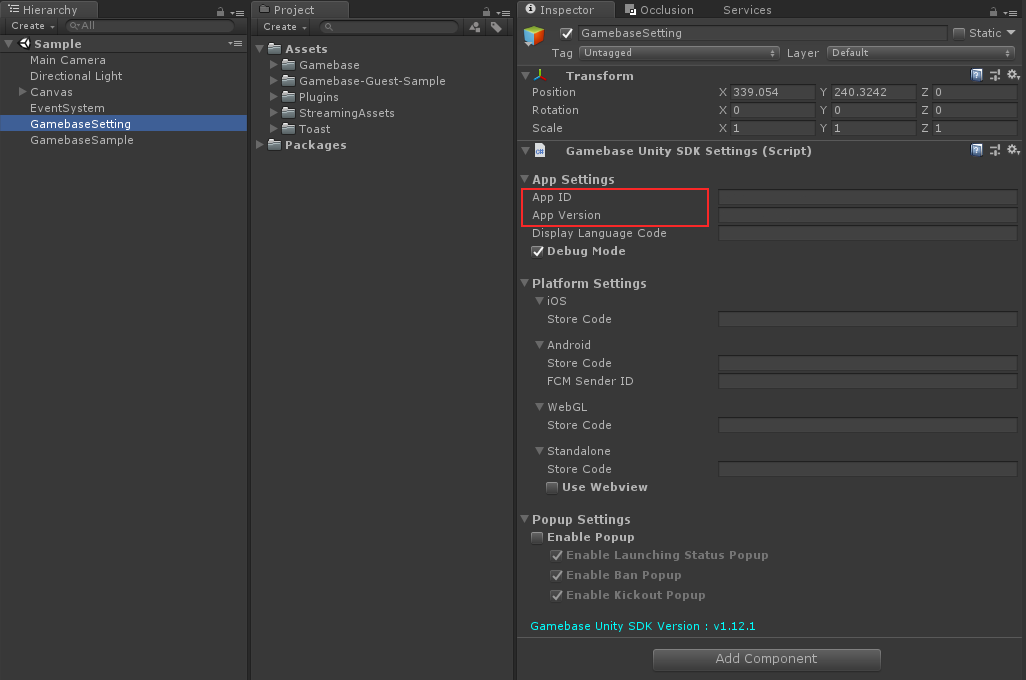 Hierarchy
Create
All
Sample
Main Camera
Directional Light
Canvas
EventSystem
GamebaseSetting
GamebaseSample
Project
Create
Assets
Gamebase
Gamebase-Guest-Sample
Plugins
StreamingAssets
Toast
Packages
Inspector Occlusion Services
GamebaseSetting Static
Tag Untagged Layer Default
Transform
Position X 339.054 Y 240.3242 Z 0
Rotation X 0 Y 0 Z 0
Scale X 1 Y 1 Z 1
Gamebase Unity SDK Settings (Script)
App Settings
App ID
App Version
Display Language Code
Debug Mode
Platform Settings
iOS
Store Code
Android
Store Code
FCM Sender ID
WebGL
Store Code
Standalone
Store Code
Use Webview
Popup Settings
Enable Popup
Enable Launching Status Popup
Enable Ban Popup
Enable Kickout Popup
Gamebase Unity SDK Version : v1.12.1
Add Component